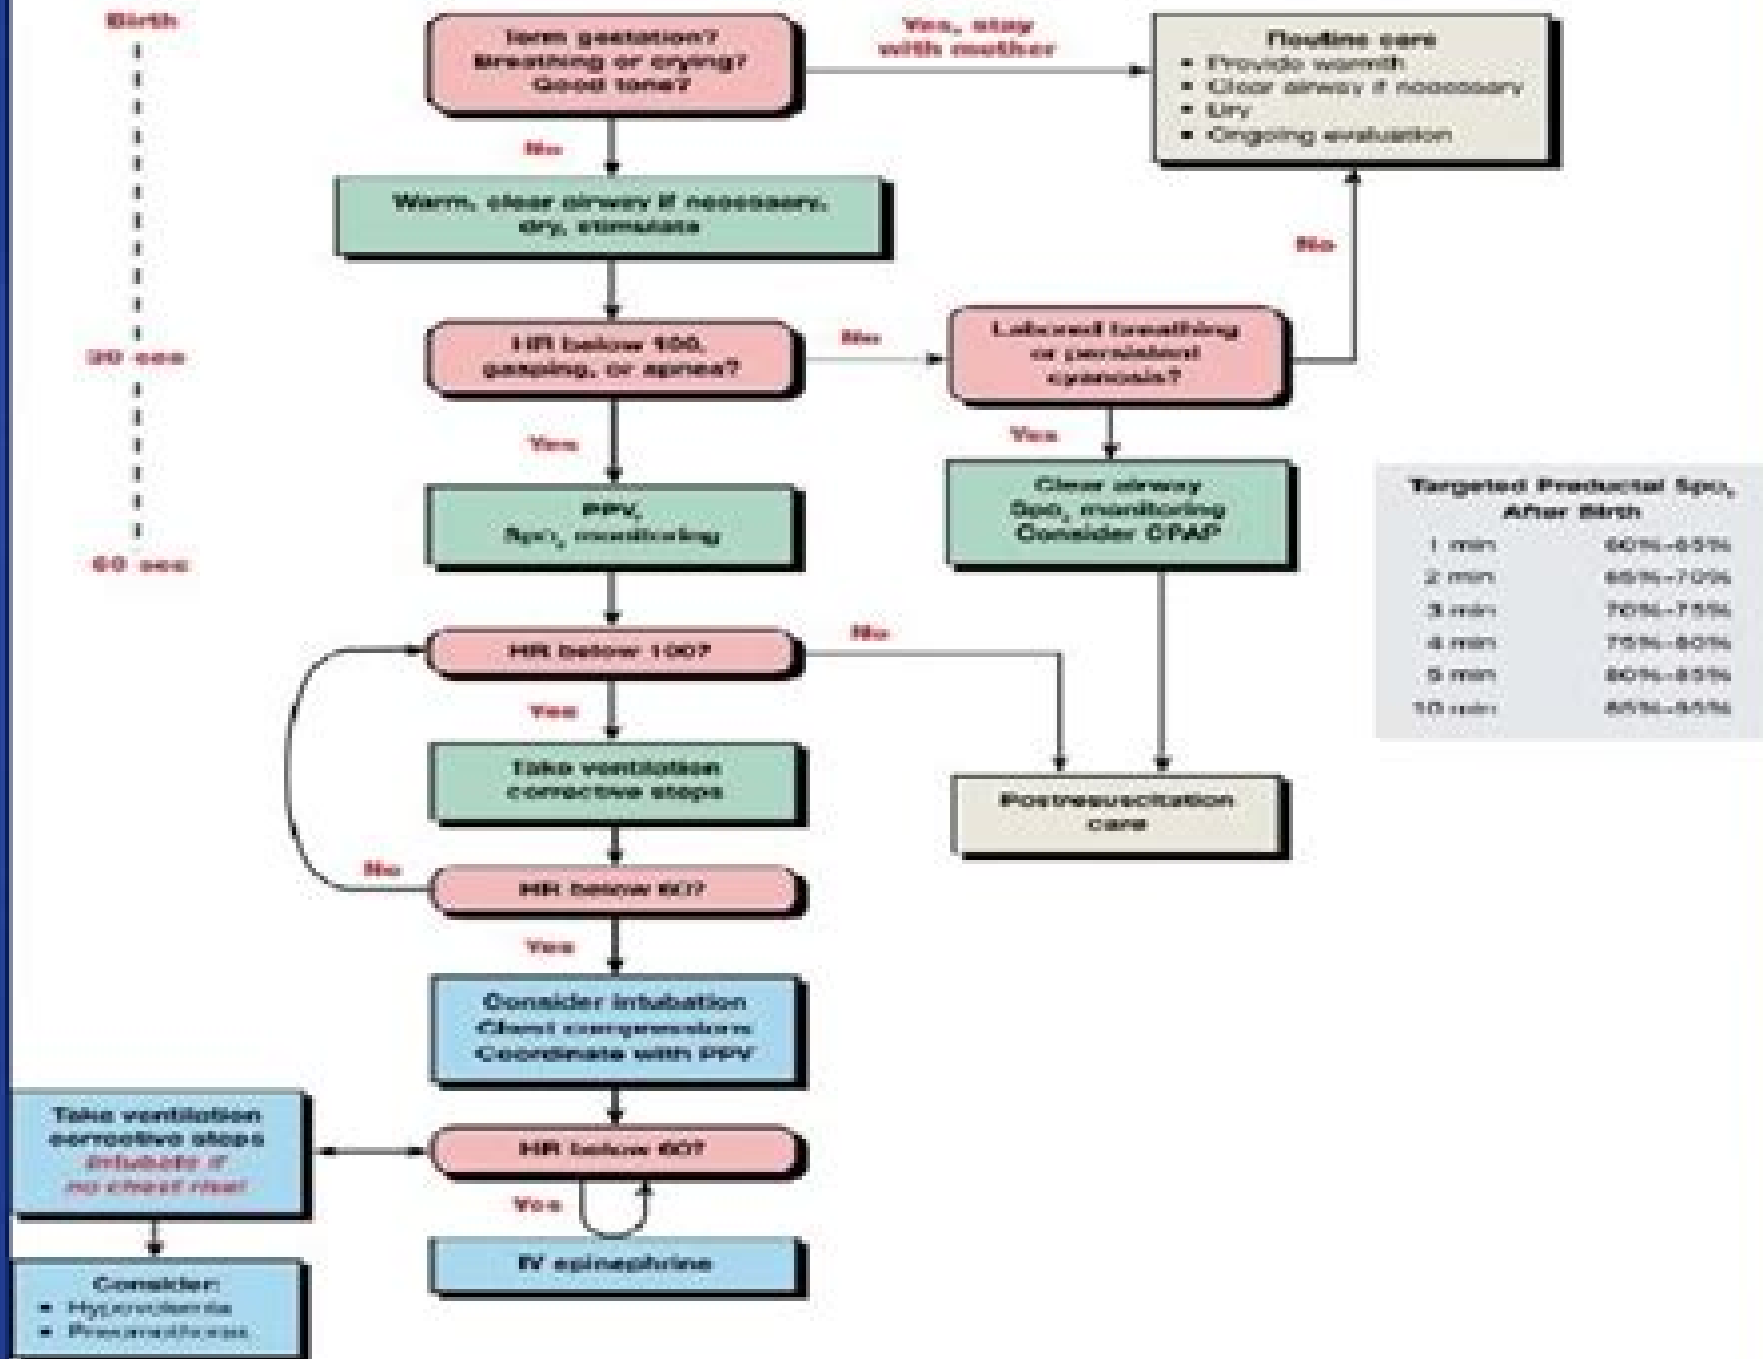 Birth
Term gestation?
Breathing or crying?
Good tone?
Yes, stay
with mother
Routine care
• Provide warmth
• Clear airway if necessary
• Dry
• Ongoing evaluation
No
Warm, clear airway if necessary,
dry, stimulate
No
30 sec
HR below 100,
gasping, or apnea?
No
Labored breathing
or persistent
cyanosis?
Yes
Yes
PPV,
Spo₂ monitoring
Clear airway
Spo₂ monitoring
Consider CPAP
60 sec
Targeted Preductal Spo₂
After Birth
1 min 60%-65%
2 min 65%-70%
3 min 70%-75%
4 min 75%-80%
5 min 80%-85%
10 min 85%-95%
HR below 100?
No
Yes
Take ventilation
corrective steps
Postresuscitation
care
No
HR below 60?
Yes
Consider intubation
Chest compressions
Coordinate with PPV
Take ventilation
corrective steps
Intubate if
no chest rise!
HR below 60?
Yes
IV epinephrine
Consider:
• Hypovolemia
• Pneumothorax